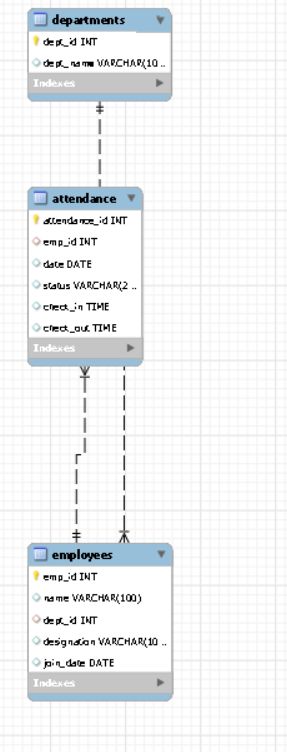 departments
dept_id INT
dept_name VARCHAR(10...
Indexes
attendance
attendance_id INT
emp_id INT
date DATE
status VARCHAR(2...
check_in TIME
check_out TIME
Indexes
employees
emp_id INT
name VARCHAR(100)
dept_id INT
designation VARCHAR(10...
join_date DATE
Indexes